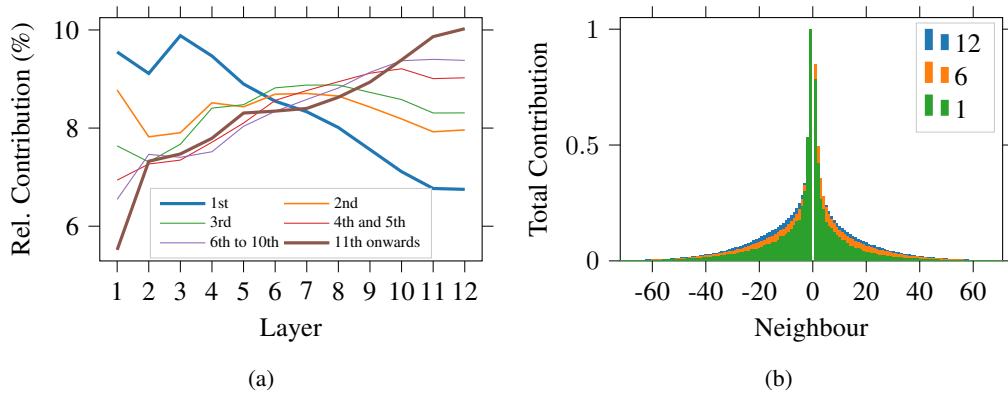 Rel. Contribution (%)
10
8
6
1st
2nd
3rd
4th and 5th
6th to 10th
11th onwards
1 2 3 4 5 6 7 8 9 10 11 12
Layer
(a)
Total Contribution
1
0.5
0
12
6
1
-60 -40 -20 0 20 40 60
Neighbour
(b)